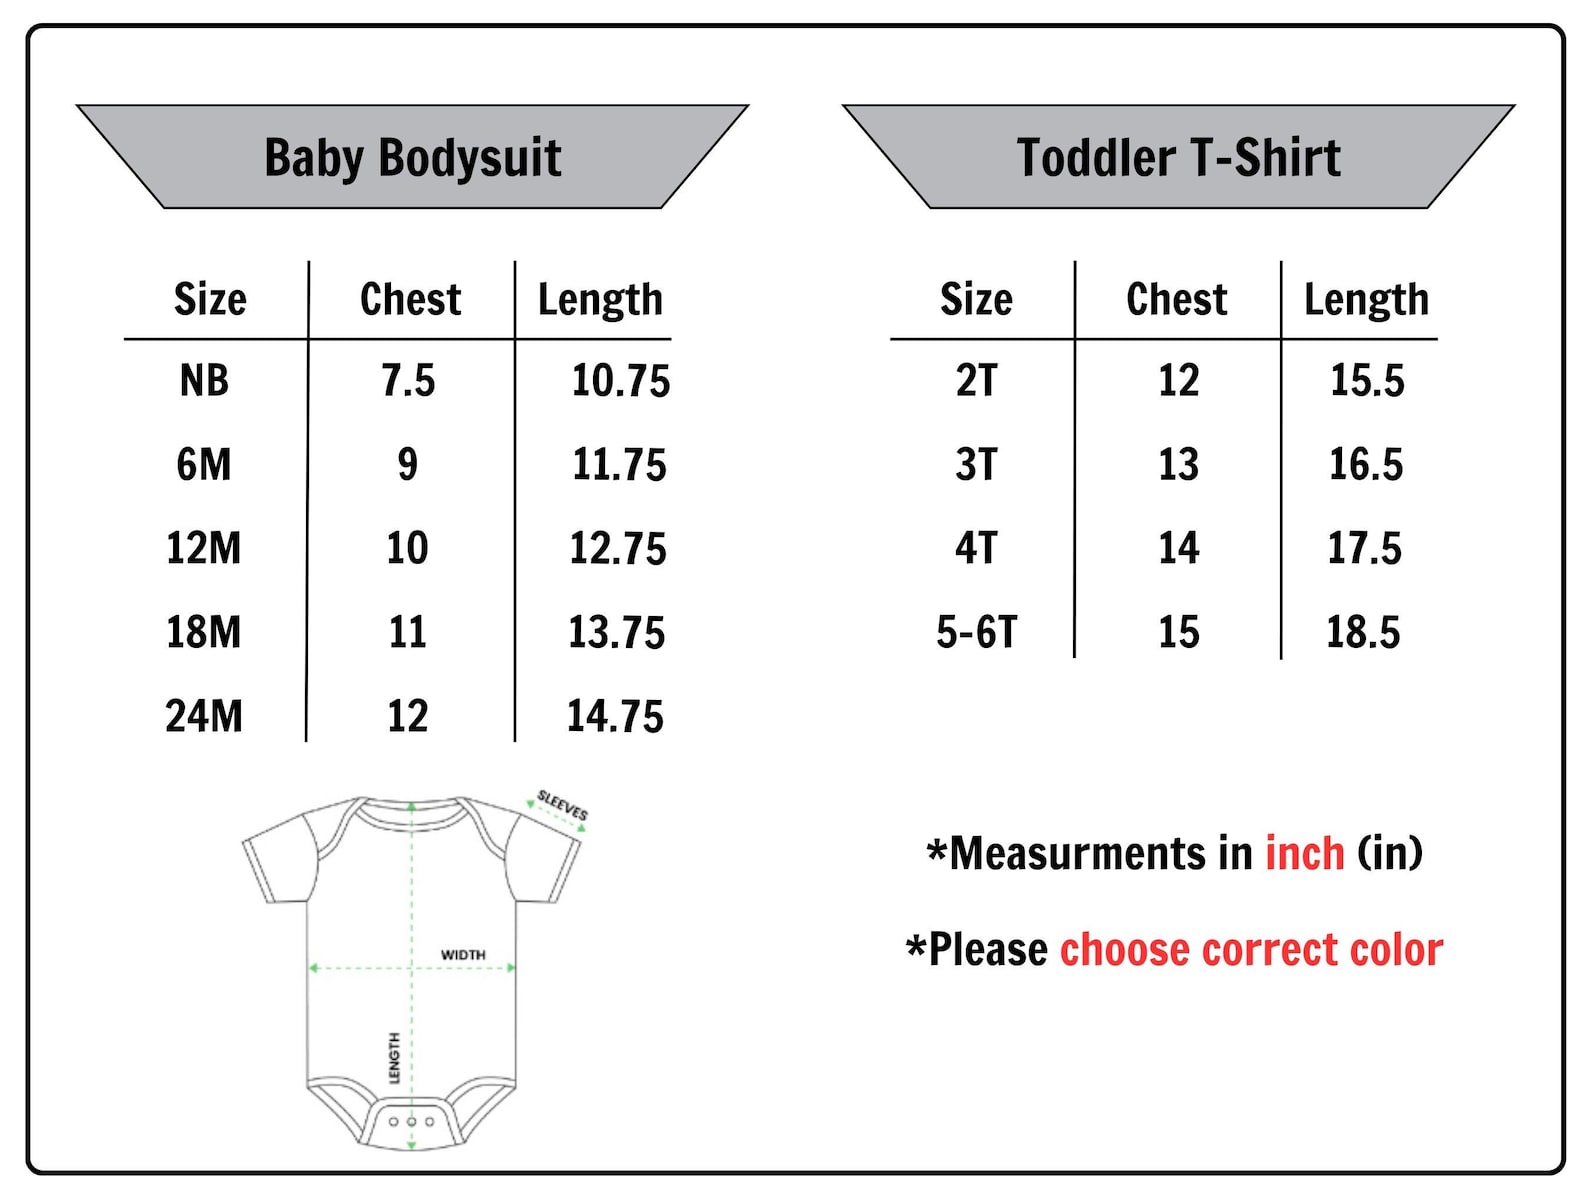 Baby Bodysuit
Size Chest Length
NB 7.5 10.75
6M 9 11.75
12M 10 12.75
18M 11 13.75
24M 12 14.75
SLEEVES
WIDTH
LENGTH
Toddler T-Shirt
Size Chest Length
2T 12 15.5
3T 13 16.5
4T 14 17.5
5-6T 15 18.5
*Measurments in inch (in)
*Please choose correct color